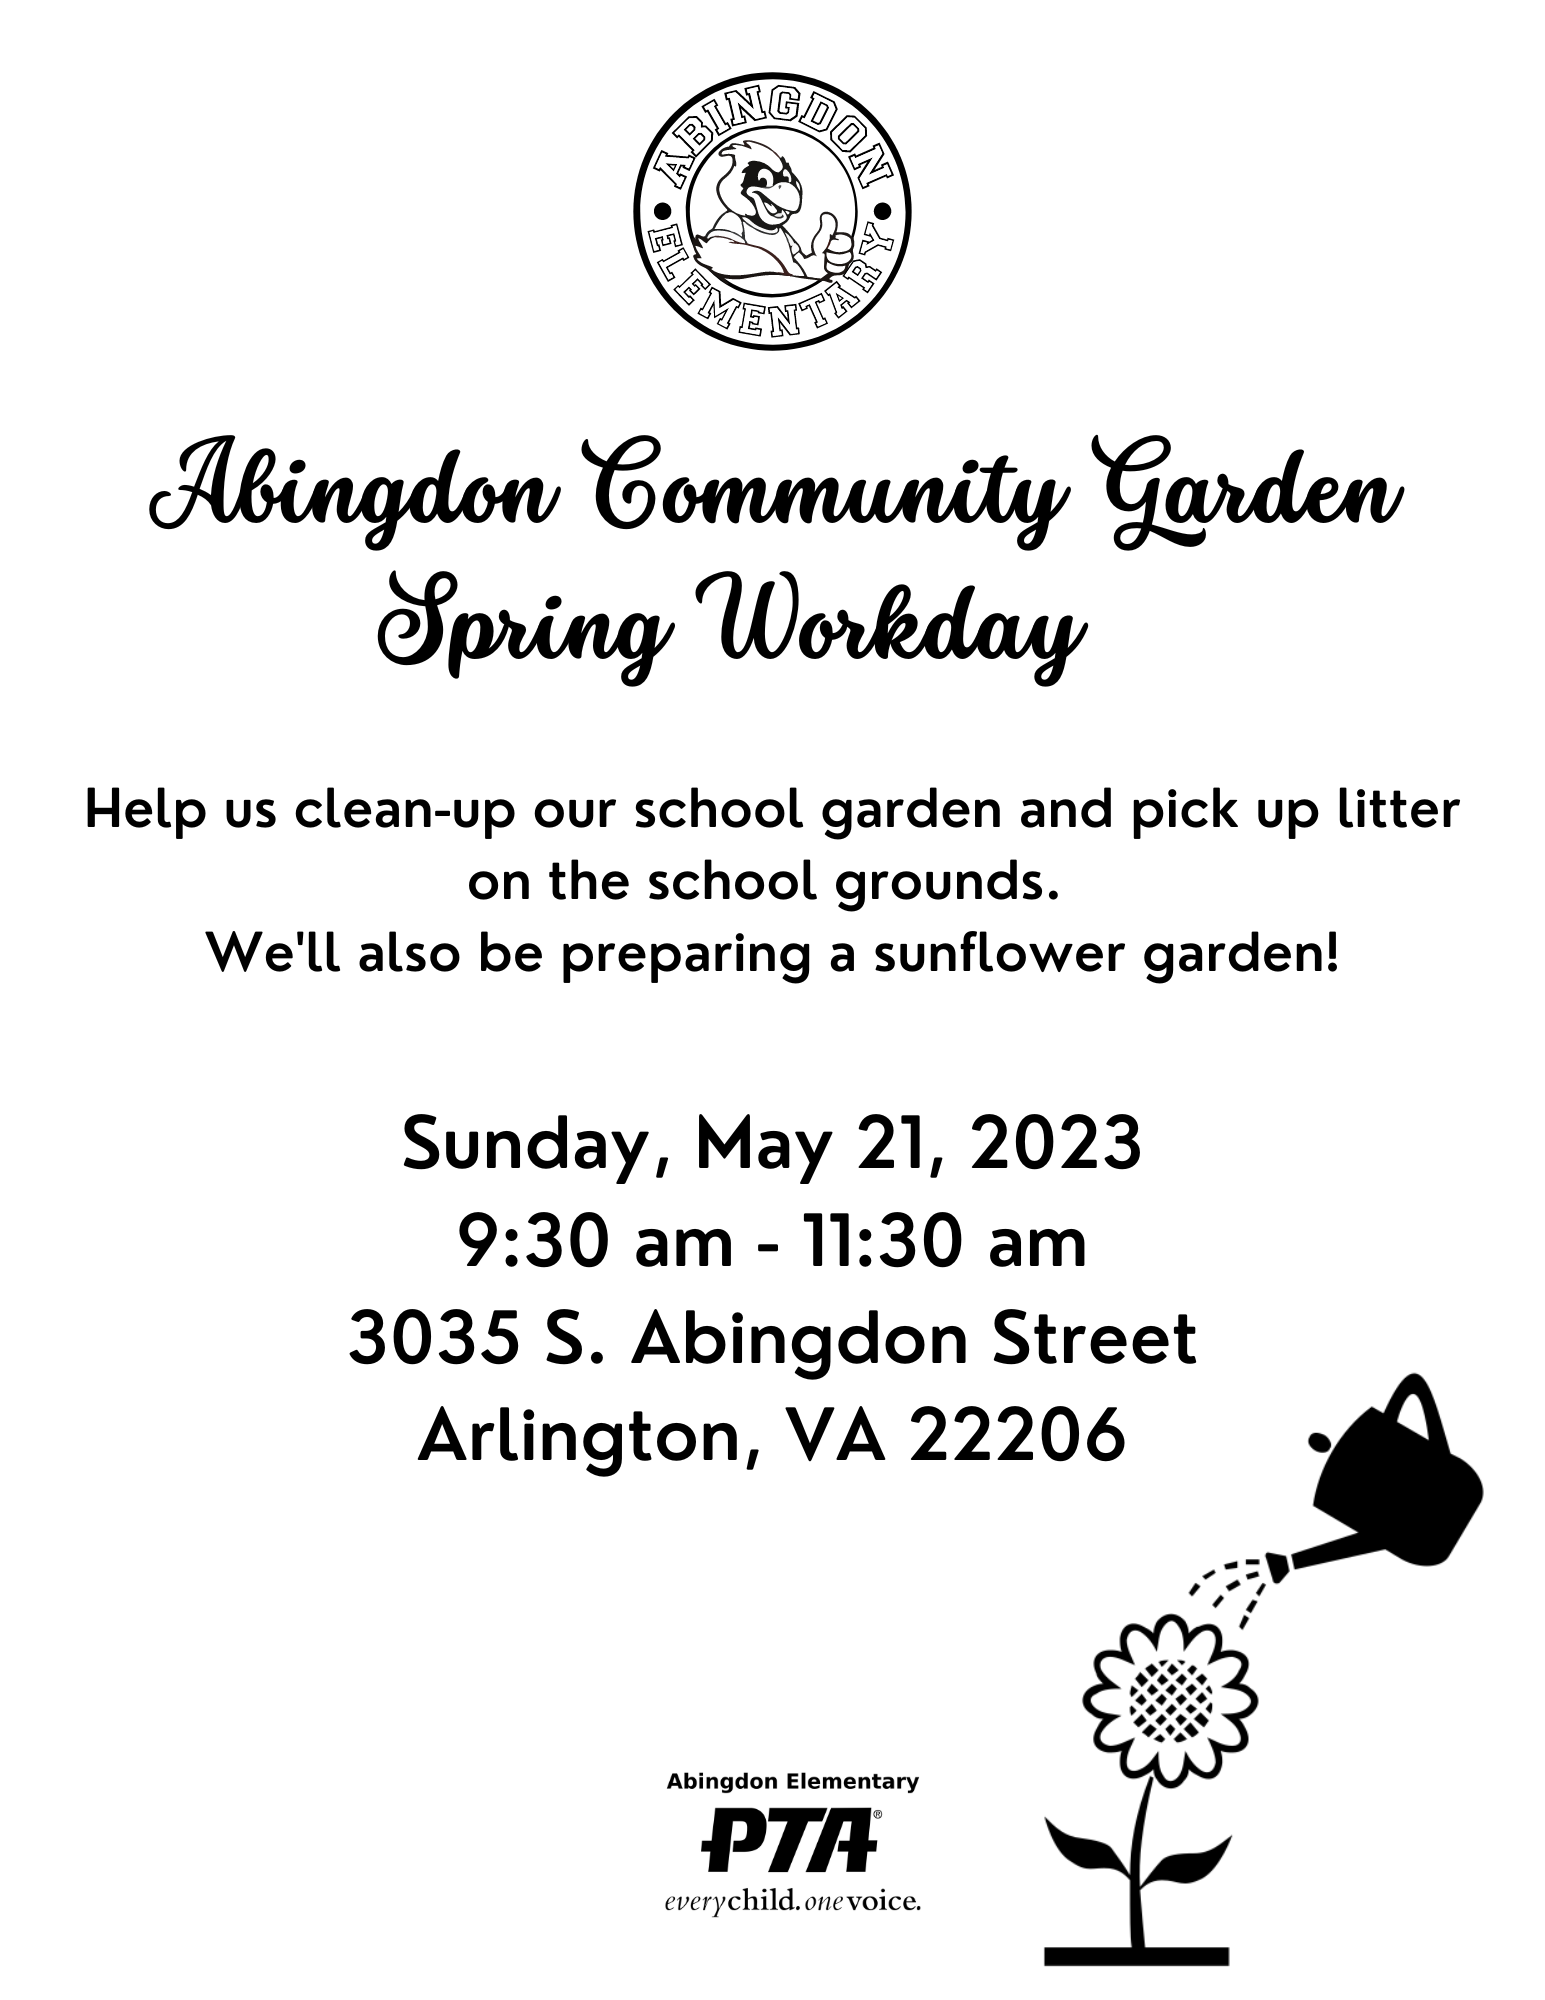 ABINGDON
ELEMENTARY
Abingdon Community Garden
Spring Workday
Help us clean-up our school garden and pick up litter
on the school grounds.
We'll also be preparing a sunflower garden!
Sunday, May 21, 2023
9:30 am - 11:30 am
3035 S. Abingdon Street
Arlington, VA 22206
Abingdon Elementary
PTA®
everychild.onevoice.